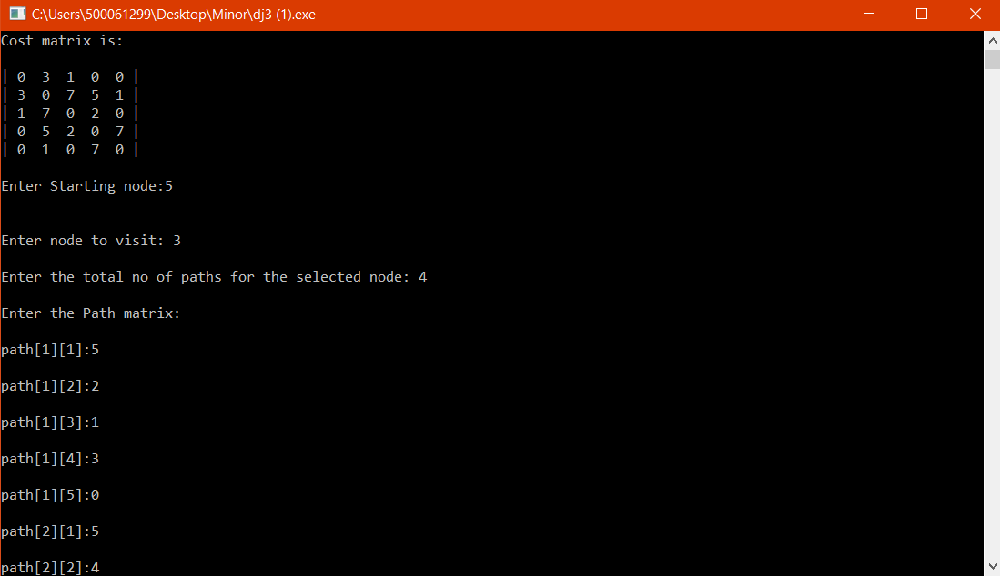 C:\Users\500061299\Desktop\Minor\dj3 (1).exe
Cost matrix is:
| 0 3 1 0 0 |
| 3 0 7 5 1 |
| 1 7 0 2 0 |
| 0 5 2 0 7 |
| 0 1 0 7 0 |
Enter Starting node:5
Enter node to visit: 3
Enter the total no of paths for the selected node: 4
Enter the Path matrix:
path[1][1]:5
path[1][2]:2
path[1][3]:1
path[1][4]:3
path[1][5]:0
path[2][1]:5
path[2][2]:4